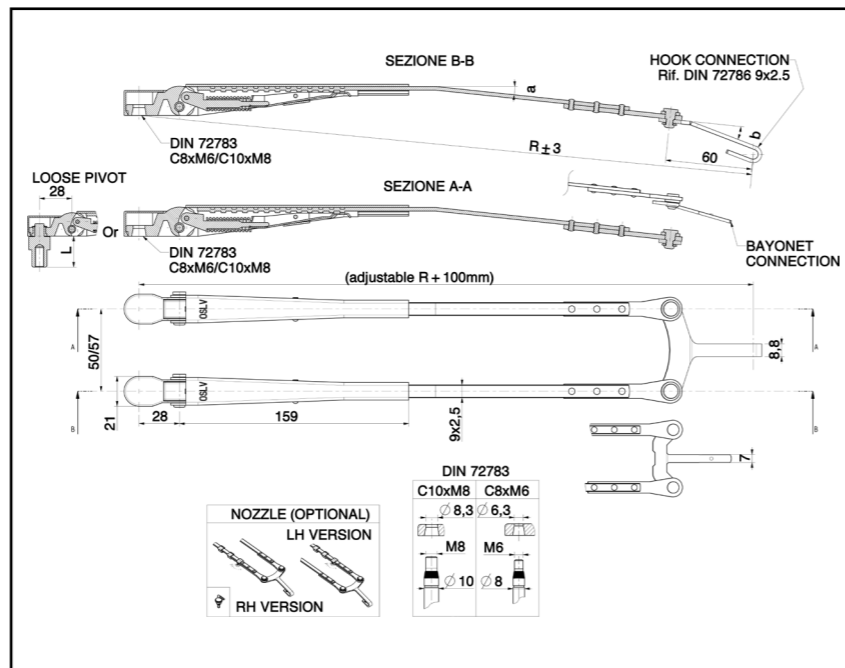 SEZIONE B-B
HOOK CONNECTION
Rif. DIN 72786 9x2.5
a
b
DIN 72783
C8xM6/C10xM8
R ± 3
60
LOOSE PIVOT
28
SEZIONE A-A
L
Or
DIN 72783
C8xM6/C10xM8
BAYONET
CONNECTION
(adjustable R + 100mm)
OSLV
A
A
50/57
8,8
OSLV
B
B
21
28
159
9x2,5
7
DIN 72783
C10xM8
C8xM6
Ø 8,3
Ø 6,3
M8
M6
Ø 10
Ø 8
NOZZLE (OPTIONAL)
LH VERSION
RH VERSION